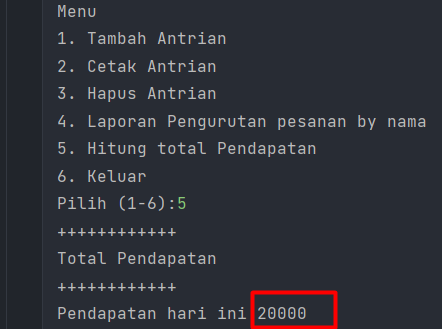 Menu
1. Tambah Antrian
2. Cetak Antrian
3. Hapus Antrian
4. Laporan Pengurutan pesanan by nama
5. Hitung total Pendapatan
6. Keluar
Pilih (1-6):5
++++++++++++
Total Pendapatan
++++++++++++
Pendapatan hari ini 20000